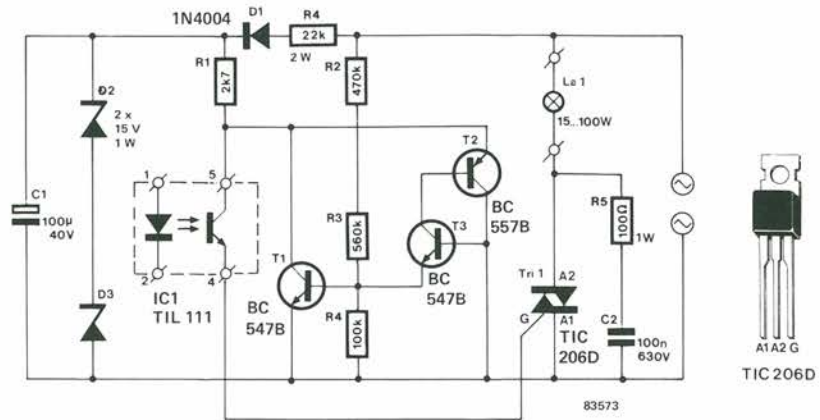 1N4004
D1
R4
22k
2 W
R1
2k7
R2
470k
D2
2 x
15 V
1 W
C1
100µ
40V
D3
1
5
2
4
IC1
TIL 111
T1
BC
547B
R3
560k
R4
100k
T2
BC
557B
T3
BC
547B
La 1
15...100W
R5
100Ω
1W
Tri 1
A2
G
A1
TIC
206D
C2
100n
630V
83573
A1 A2 G
TIC 206D